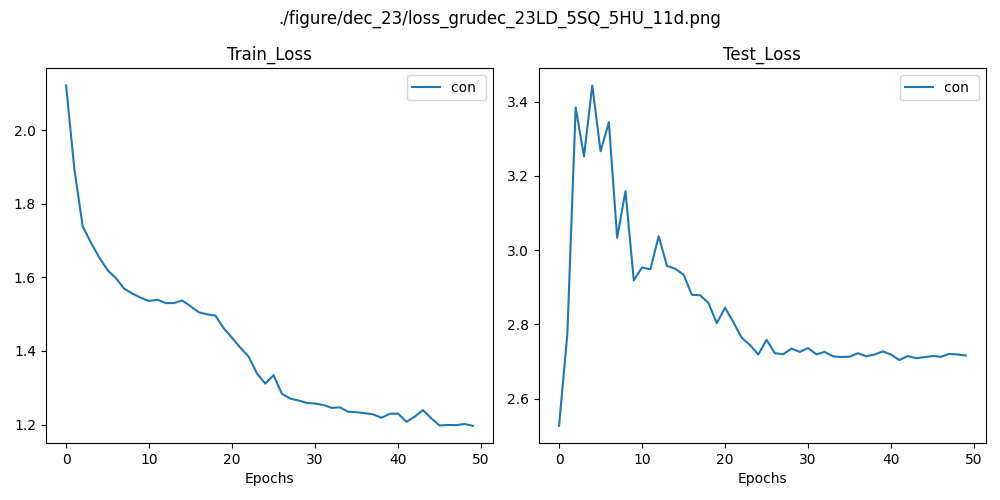 ./figure/dec_23/loss_grudec_23LD_5SQ_5HU_11d.png
Train_Loss
con
2.0
1.8
1.6
1.4
1.2
0 10 20 30 40 50
Epochs
Test_Loss
con
3.4
3.2
3.0
2.8
2.6
0 10 20 30 40 50
Epochs